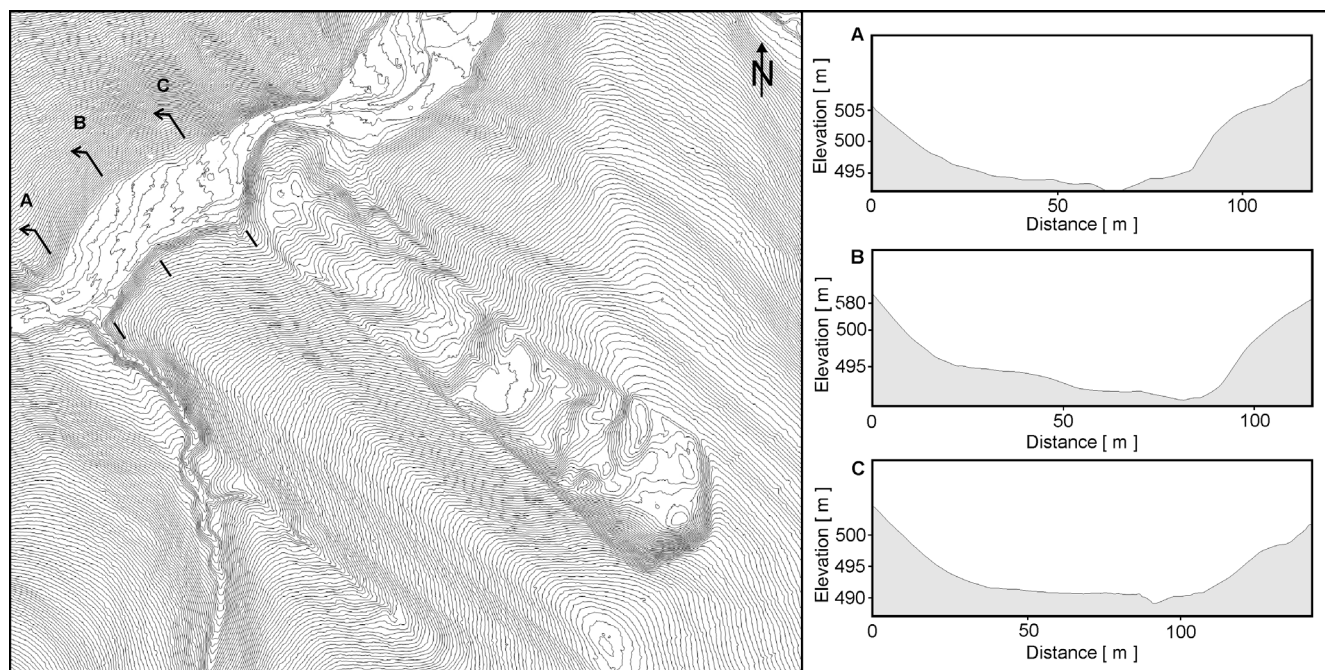 N
C
B
A
A
Elevation [ m ]
505
500
495
0 50 100
Distance [ m ]
B
Elevation [ m ]
580
500
495
0 50 100
Distance [ m ]
C
Elevation [ m ]
500
495
490
0 50 100
Distance [ m ]